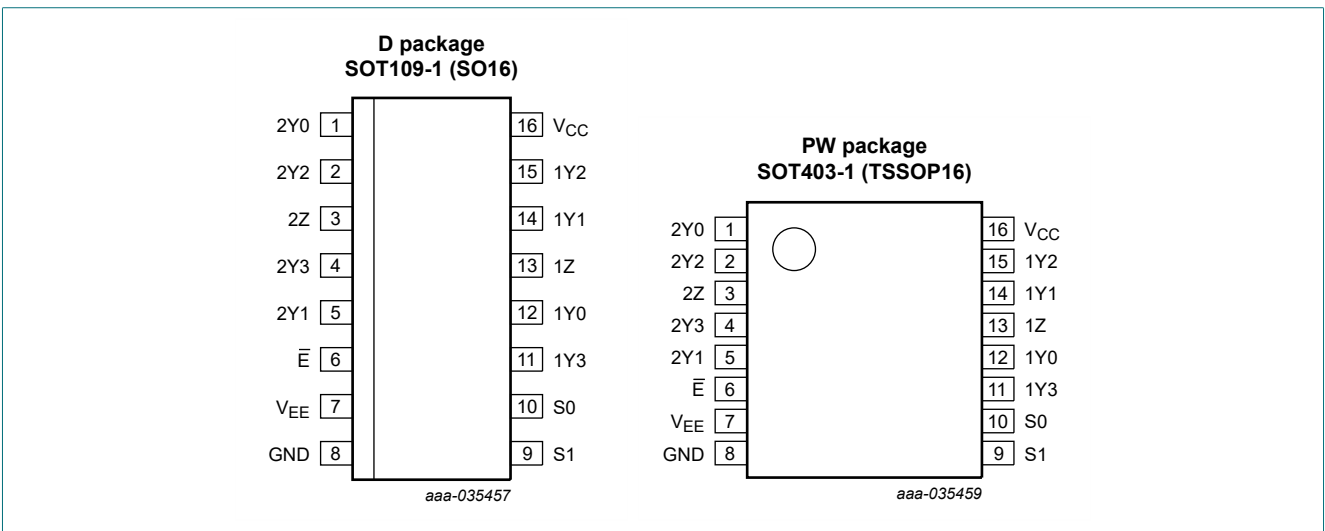 D package
SOT109-1 (SO16)
2Y0 1 16 VCC
2Y2 2 15 1Y2
2Z 3 14 1Y1
2Y3 4 13 1Z
2Y1 5 12 1Y0
E̅ 6 11 1Y3
VEE 7 10 S0
GND 8 9 S1
aaa-035457
PW package
SOT403-1 (TSSOP16)
2Y0 1 16 VCC
2Y2 2 15 1Y2
2Z 3 14 1Y1
2Y3 4 13 1Z
2Y1 5 12 1Y0
E̅ 6 11 1Y3
VEE 7 10 S0
GND 8 9 S1
aaa-035459